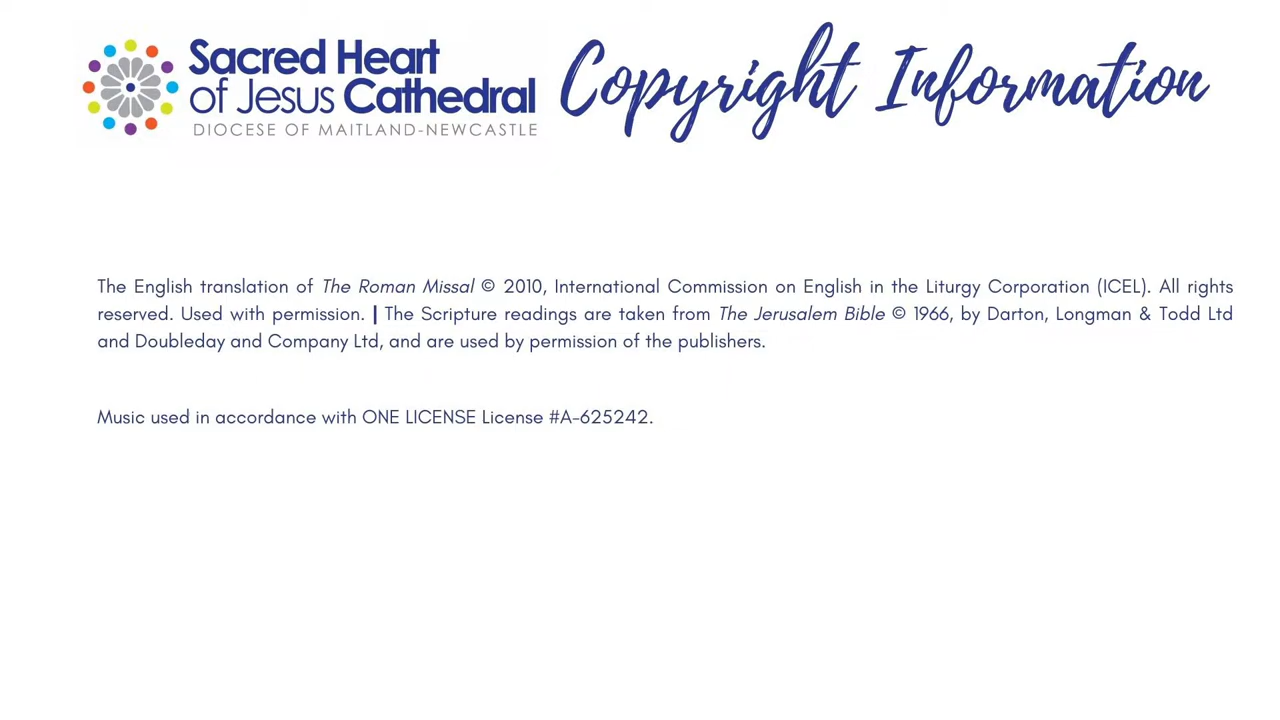 Sacred Heart
of Jesus Cathedral
DIOCESE OF MAITLAND-NEWCASTLE
Copyright Information
The English translation of The Roman Missal © 2010, International Commission on English in the Liturgy Corporation (ICEL). All rights
reserved. Used with permission. | The Scripture readings are taken from The Jerusalem Bible © 1966, by Darton, Longman & Todd Ltd
and Doubleday and Company Ltd, and are used by permission of the publishers.
Music used in accordance with ONE LICENSE License #A-625242.